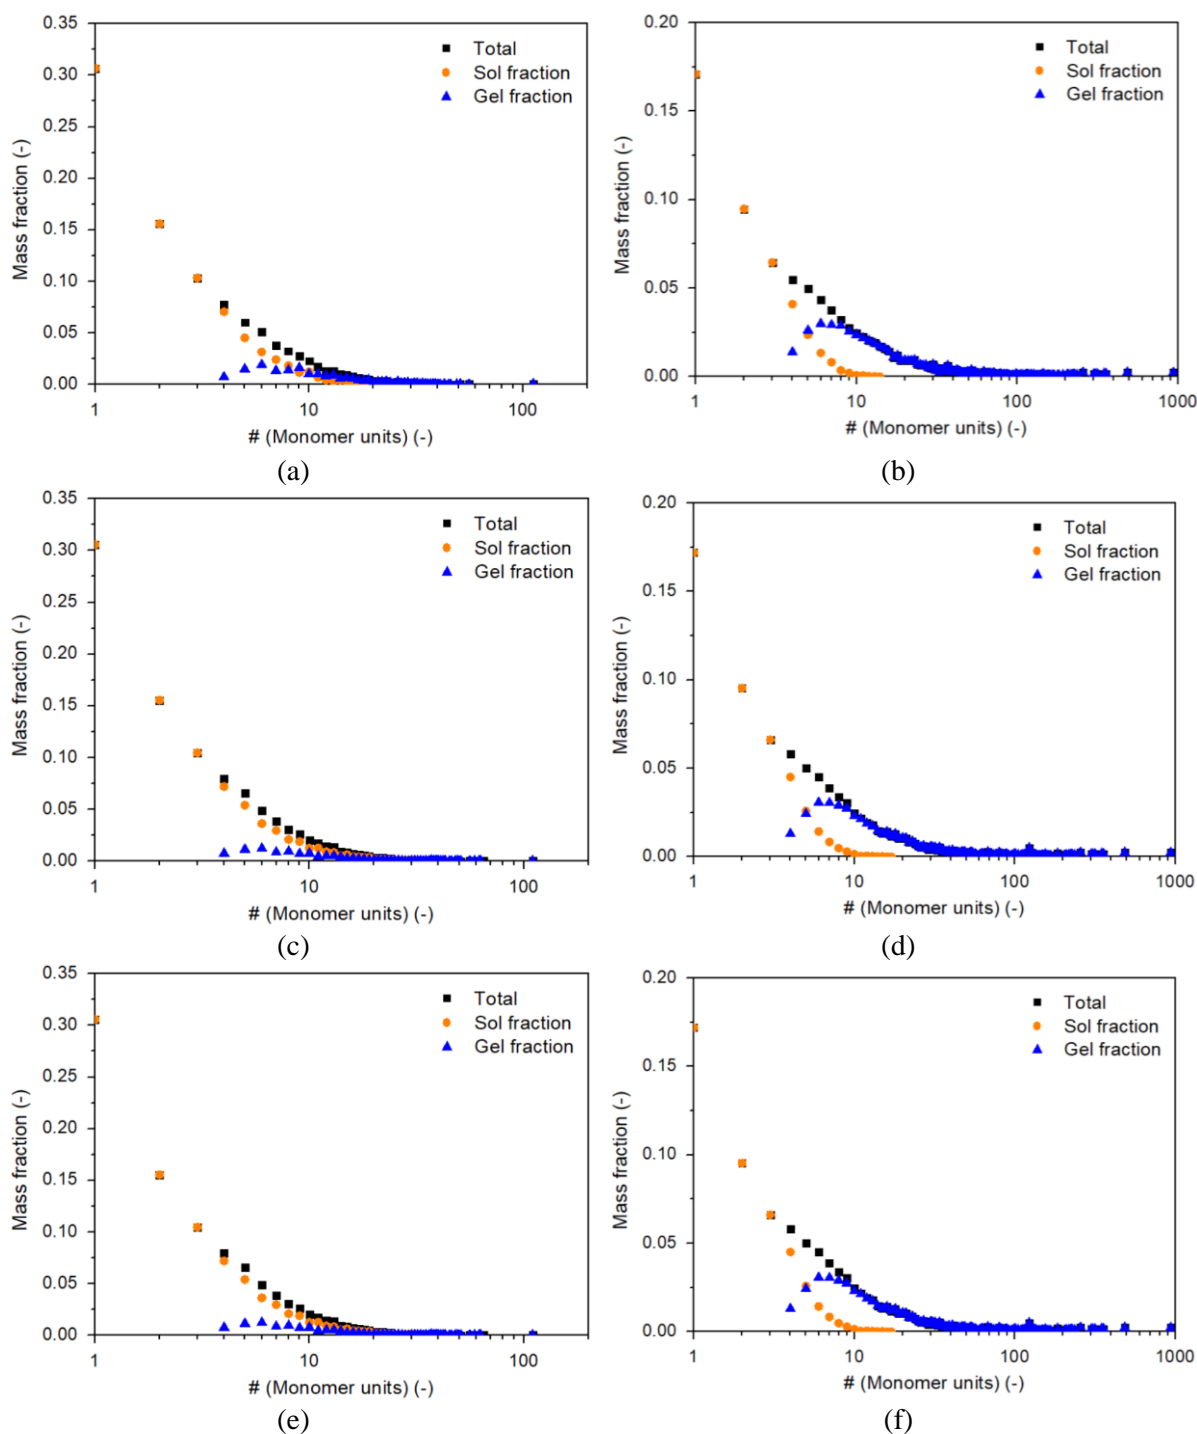 0.35
0.30
0.25
0.20
0.15
0.10
0.05
0.00
Mass fraction (-)
Total
Sol fraction
Gel fraction
1 10 100
# (Monomer units) (-)
(a)
0.20
0.15
0.10
0.05
0.00
Mass fraction (-)
Total
Sol fraction
Gel fraction
1 10 100 1000
# (Monomer units) (-)
(b)
0.35
0.30
0.25
0.20
0.15
0.10
0.05
0.00
Mass fraction (-)
Total
Sol fraction
Gel fraction
1 10 100
# (Monomer units) (-)
(c)
0.20
0.15
0.10
0.05
0.00
Mass fraction (-)
Total
Sol fraction
Gel fraction
1 10 100 1000
# (Monomer units) (-)
(d)
0.35
0.30
0.25
0.20
0.15
0.10
0.05
0.00
Mass fraction (-)
Total
Sol fraction
Gel fraction
1 10 100
# (Monomer units) (-)
(e)
0.20
0.15
0.10
0.05
0.00
Mass fraction (-)
Total
Sol fraction
Gel fraction
1 10 100 1000
# (Monomer units) (-)
(f)